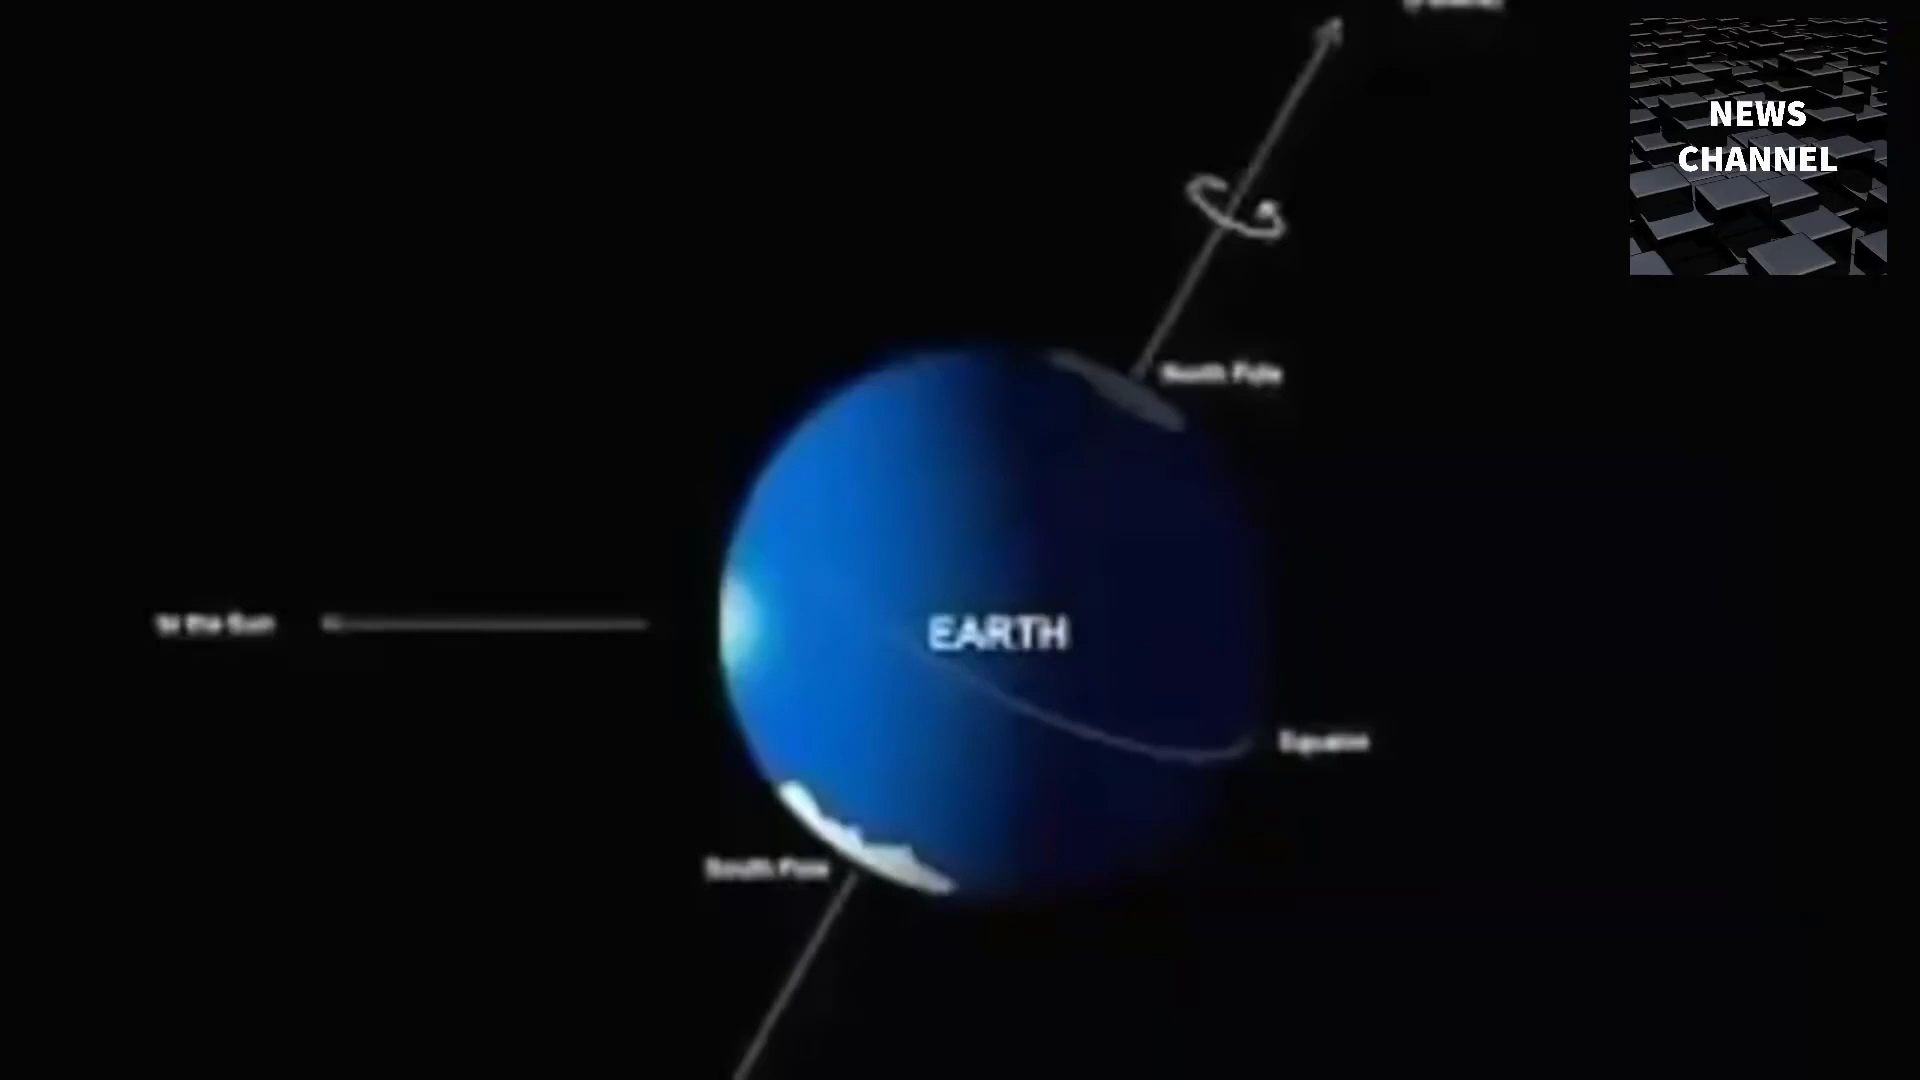 NEWS
CHANNEL
North Pole
to the Sun
EARTH
Equator
South Pole